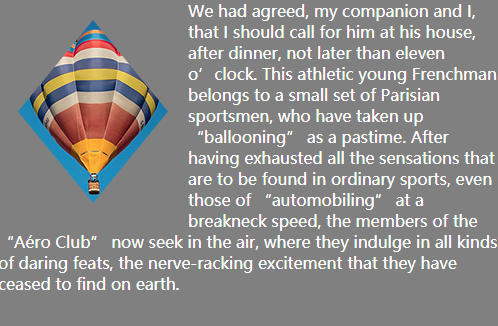 We had agreed, my companion and I,
that I should call for him at his house,
after dinner, not later than eleven
o’clock. This athletic young Frenchman
belongs to a small set of Parisian
sportsmen, who have taken up
“ballooning” as a pastime. After
having exhausted all the sensations that
are to be found in ordinary sports, even
those of “automobiling” at a
breakneck speed, the members of the
“Aéro Club” now seek in the air, where they indulge in all kinds
of daring feats, the nerve-racking excitement that they have
ceased to find on earth.